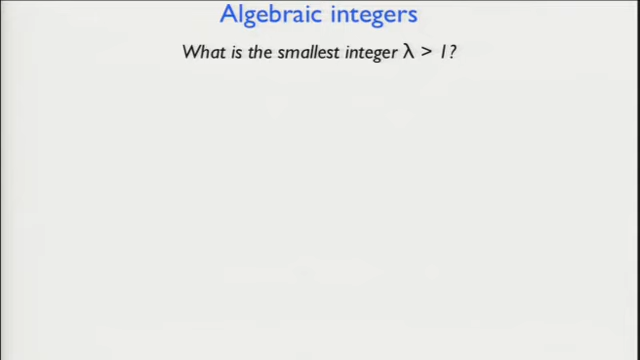 Algebraic integers
What is the smallest integer λ > 1?